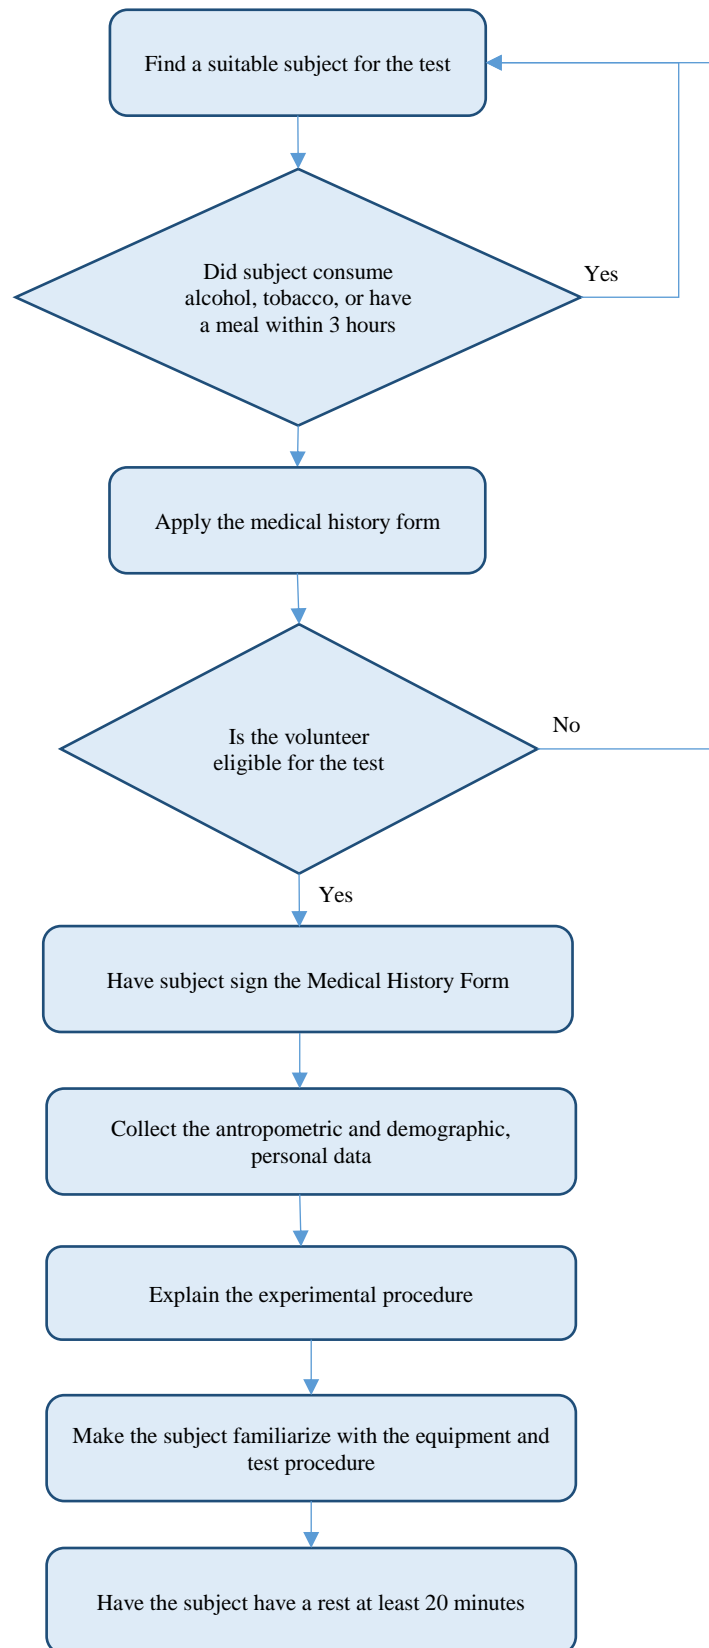 Find a suitable subject for the test
Did subject consume
alcohol, tobacco, or have
a meal within 3 hours
Yes
Apply the medical history form
Is the volunteer
eligible for the test
No
Yes
Have subject sign the Medical History Form
Collect the antropometric and demographic,
personal data
Explain the experimental procedure
Make the subject familiarize with the equipment and
test procedure
Have the subject have a rest at least 20 minutes